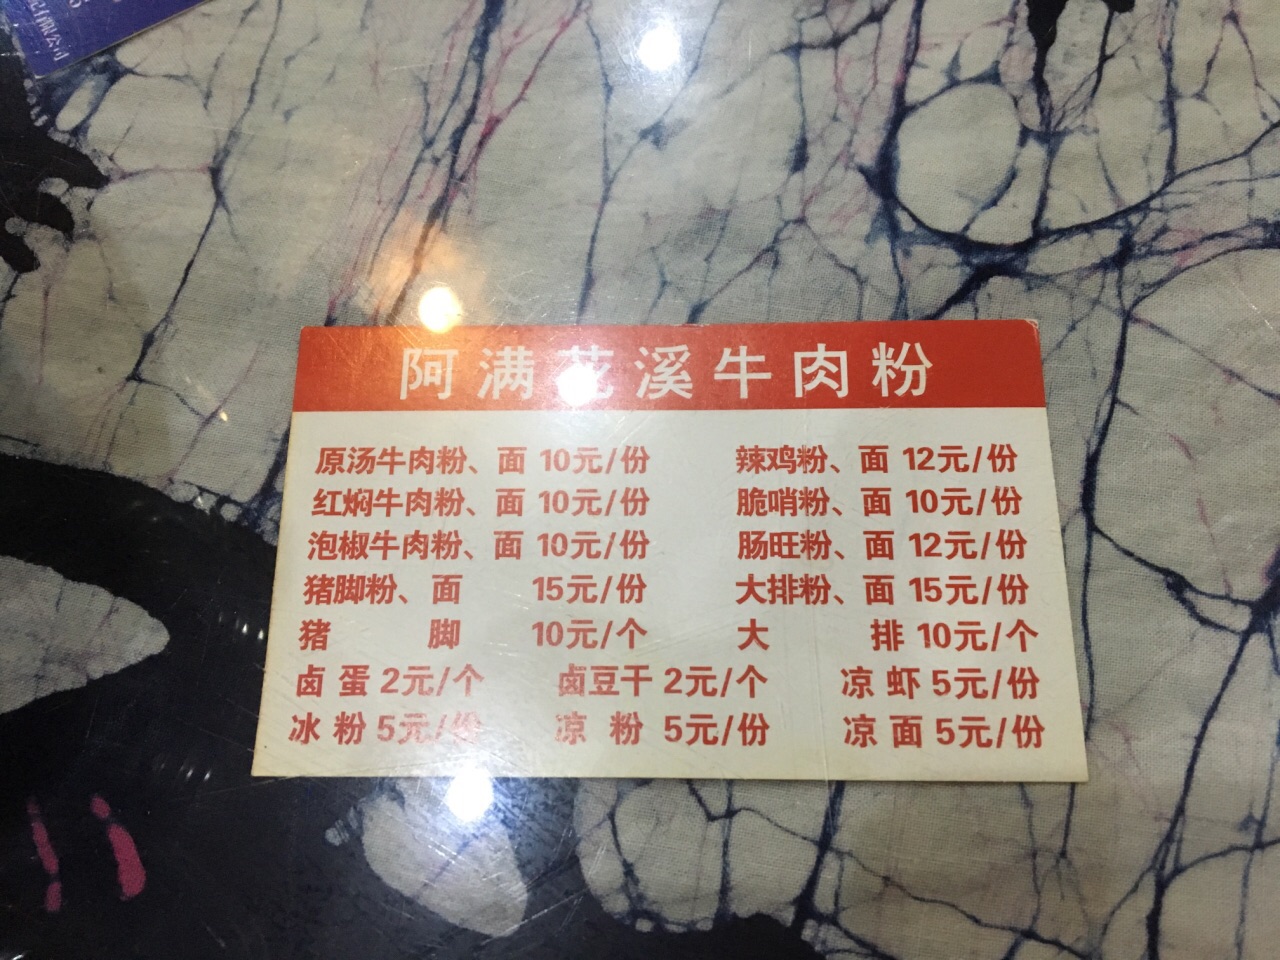 配有限公司
阿满花溪牛肉粉
原汤牛肉粉、面 10元/份 辣鸡粉、面 12元/份
红焖牛肉粉、面 10元/份 脆哨粉、面 10元/份
泡椒牛肉粉、面 10元/份 肠旺粉、面 12元/份
猪脚粉、面 15元/份 大排粉、面 15元/份
猪脚 10元/个 大排 10元/个
卤蛋 2元/个 卤豆干 2元/个 凉虾 5元/份
冰粉 5元/份 凉粉 5元/份 凉面 5元/份